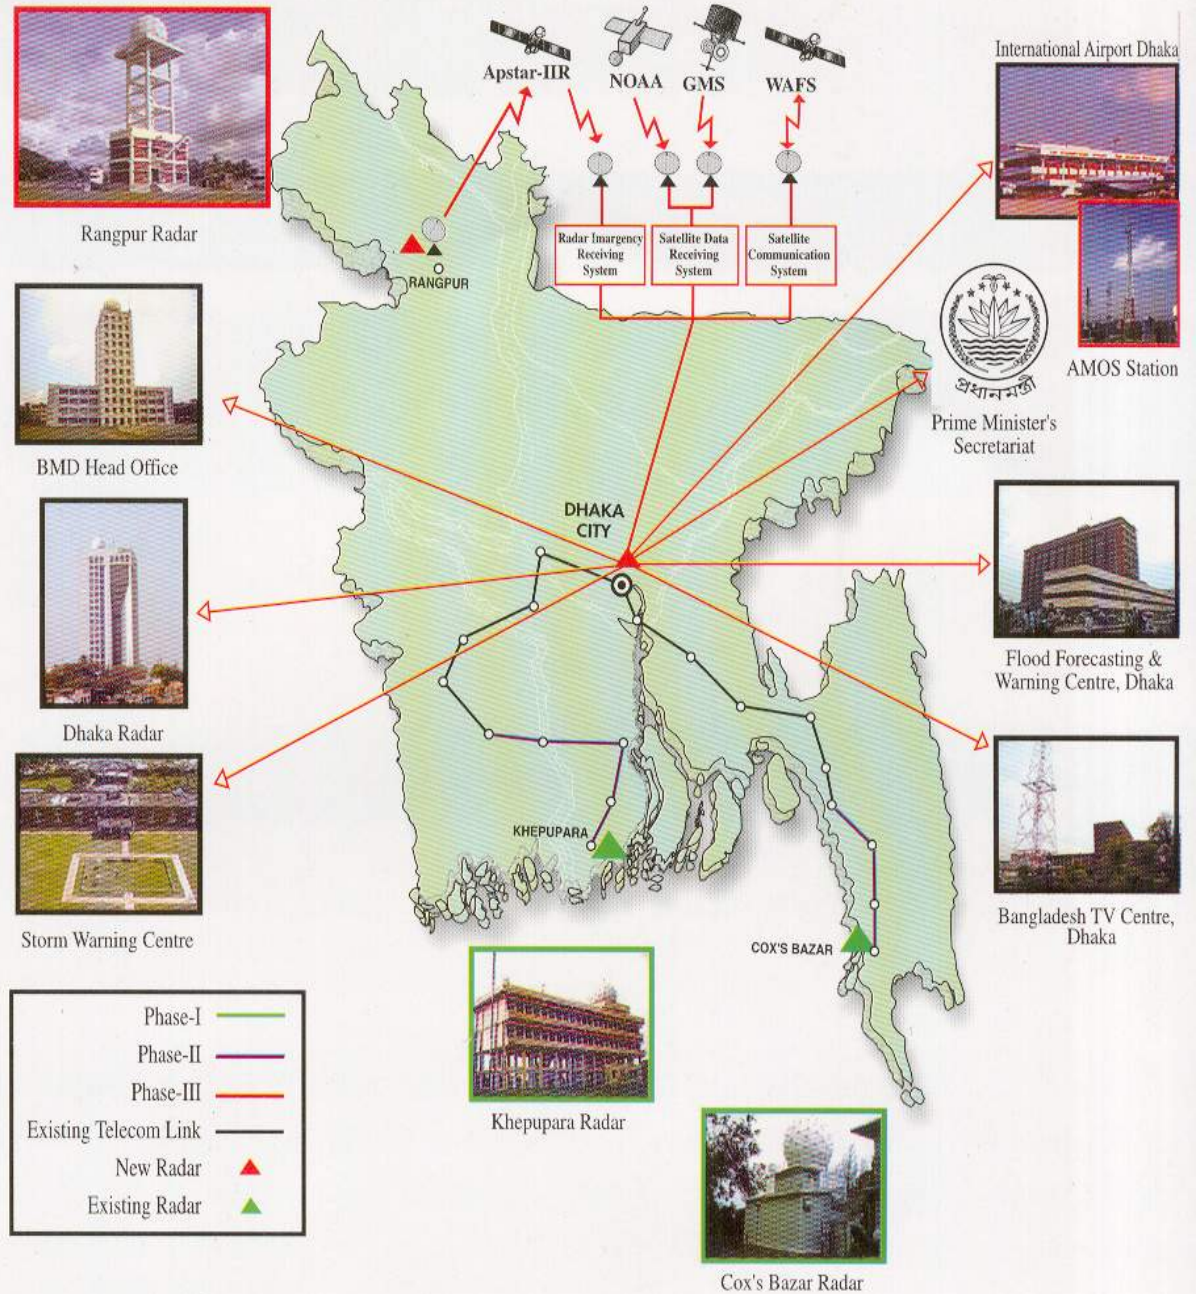 Apstar-IIR
NOAA
GMS
WAFS
International Airport Dhaka
Rangpur Radar
Radar Imargency
Receiving
System
Satellite Data
Receiving
System
Satellite
Communication
System
RANGPUR
AMOS Station
প্রধানমন্ত্রী
Prime Minister's
Secretariat
BMD Head Office
DHAKA
CITY
Flood Forecasting &
Warning Centre, Dhaka
Dhaka Radar
KHEPUPARA
Storm Warning Centre
Bangladesh TV Centre,
Dhaka
COX'S BAZAR
Phase-I
Phase-II
Phase-III
Existing Telecom Link
New Radar
Existing Radar
Khepupara Radar
Cox's Bazar Radar